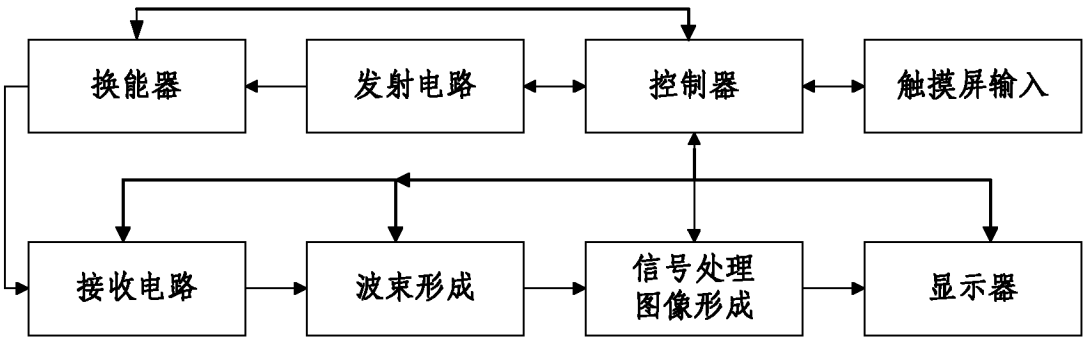 换能器
发射电路
控制器
触摸屏输入
接收电路
波束形成
信号处理
图像形成
显示器